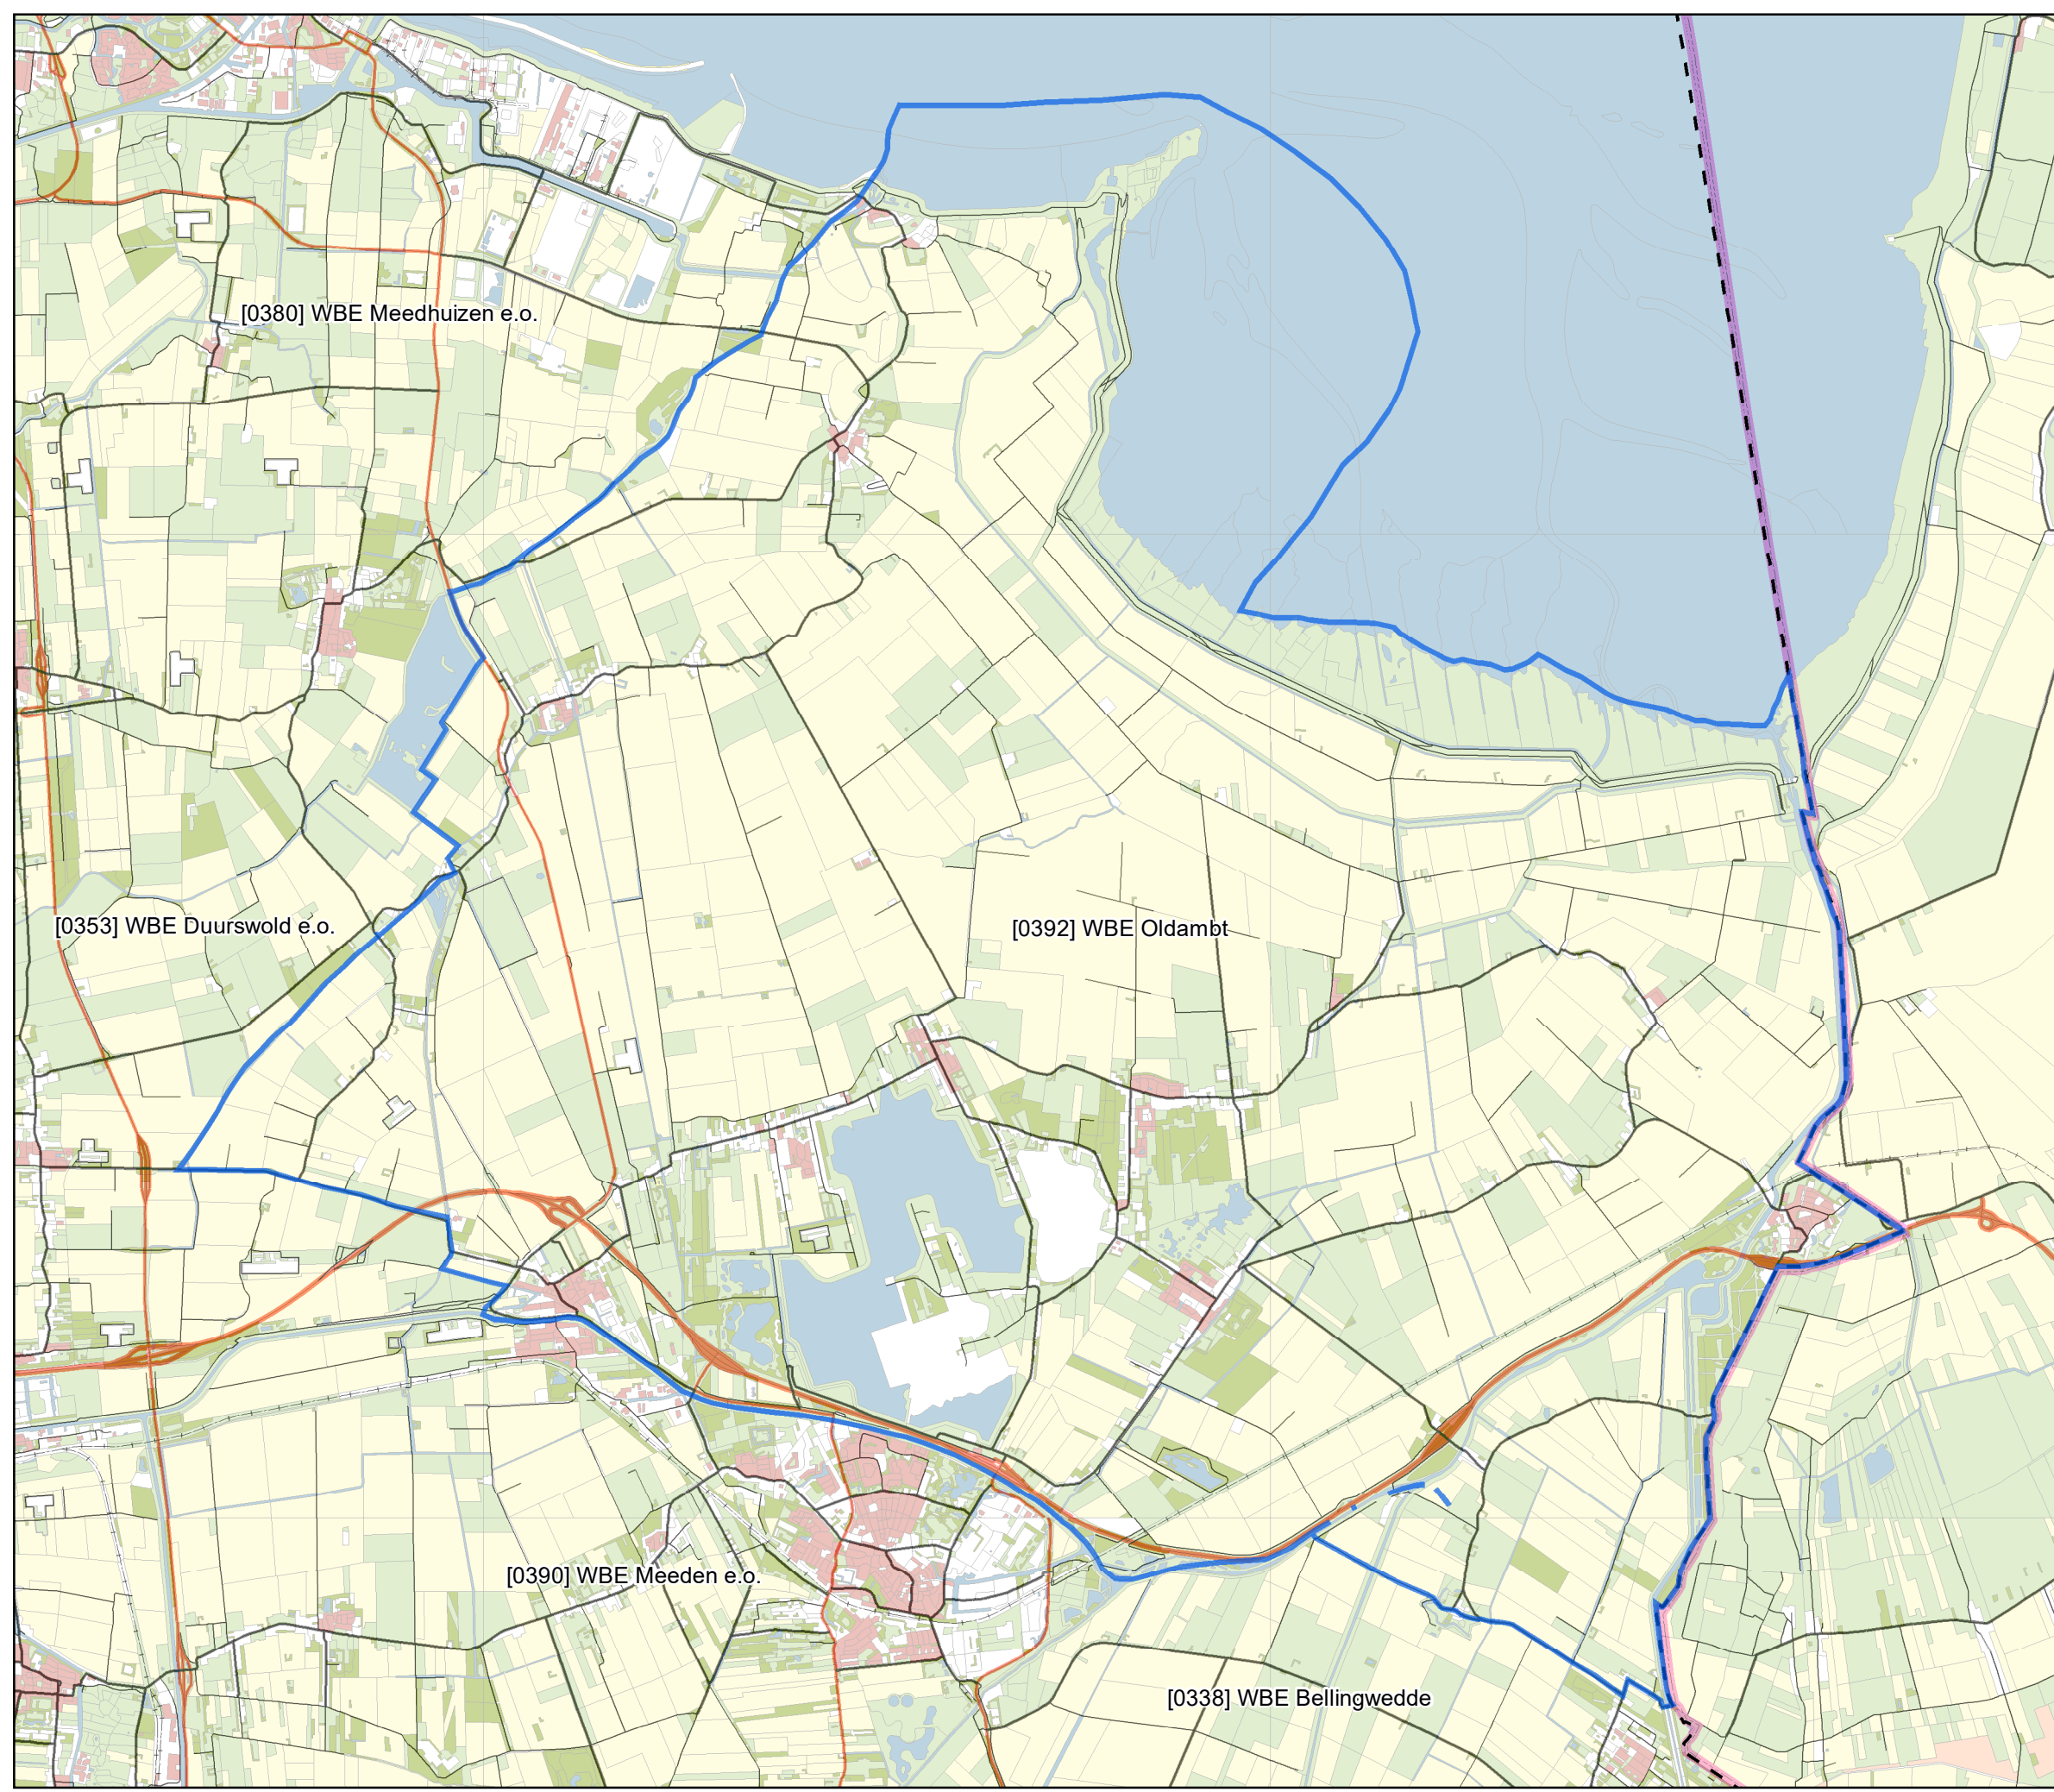 [0380] WBE Meedhuizen e.o.
[0353] WBE Duurswold e.o.
[0392] WBE Oldambt
[0390] WBE Meeden e.o.
[0338] WBE Bellingwedde